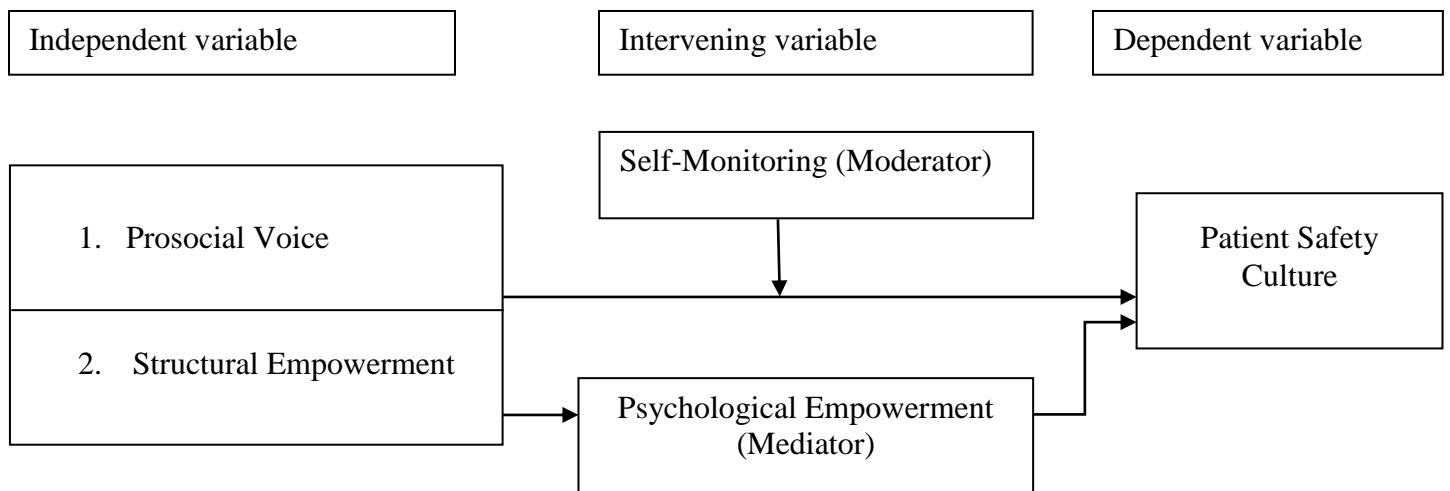 Independent variable
Intervening variable
Dependent variable
Self-Monitoring (Moderator)
1. Prosocial Voice
Patient Safety
Culture
2. Structural Empowerment
Psychological Empowerment
(Mediator)